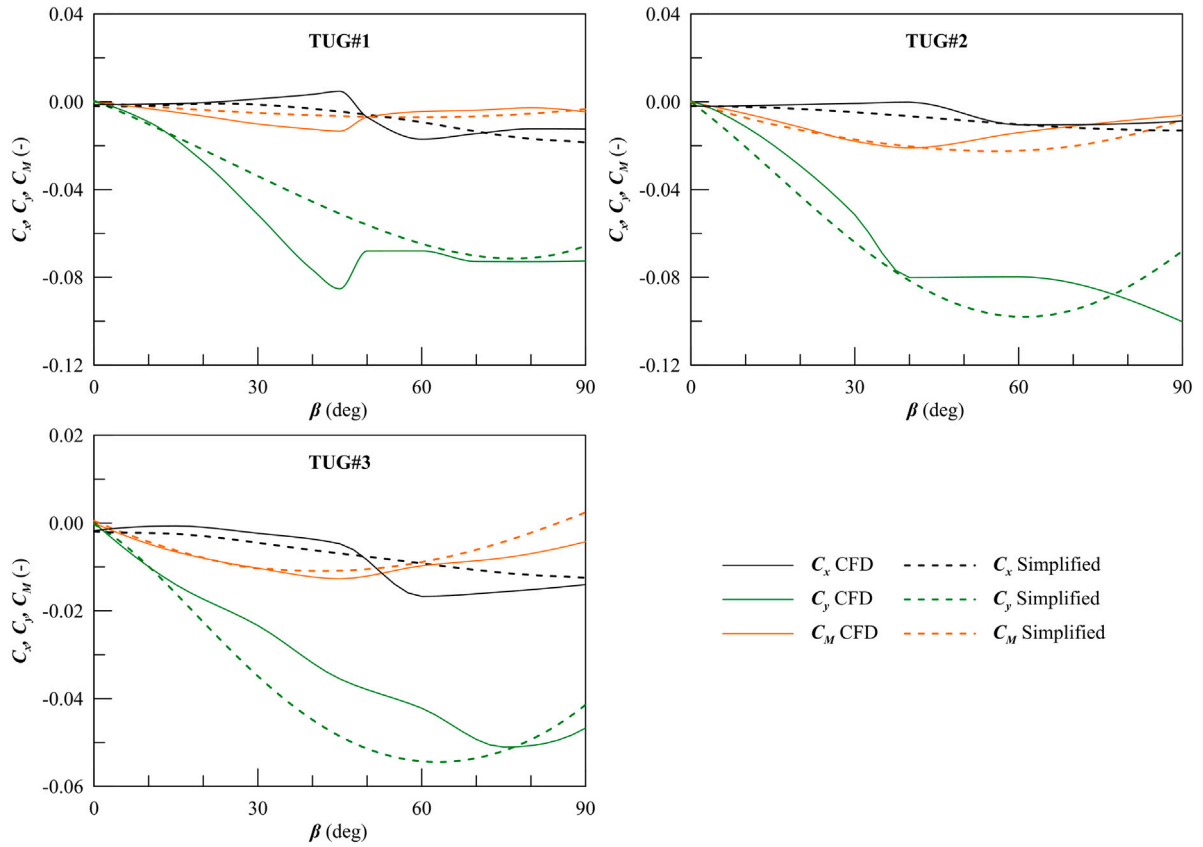 TUG#1
0.04
0.00
-0.04
-0.08
-0.12
Cx, Cy, CM (-)
0 30 60 90
β (deg)
TUG#2
0.04
0.00
-0.04
-0.08
-0.12
Cx, Cy, CM (-)
0 30 60 90
β (deg)
TUG#3
0.02
0.00
-0.02
-0.04
-0.06
Cx, Cy, CM (-)
0 30 60 90
β (deg)
Cx CFD Cx Simplified
Cy CFD Cy Simplified
CM CFD CM Simplified